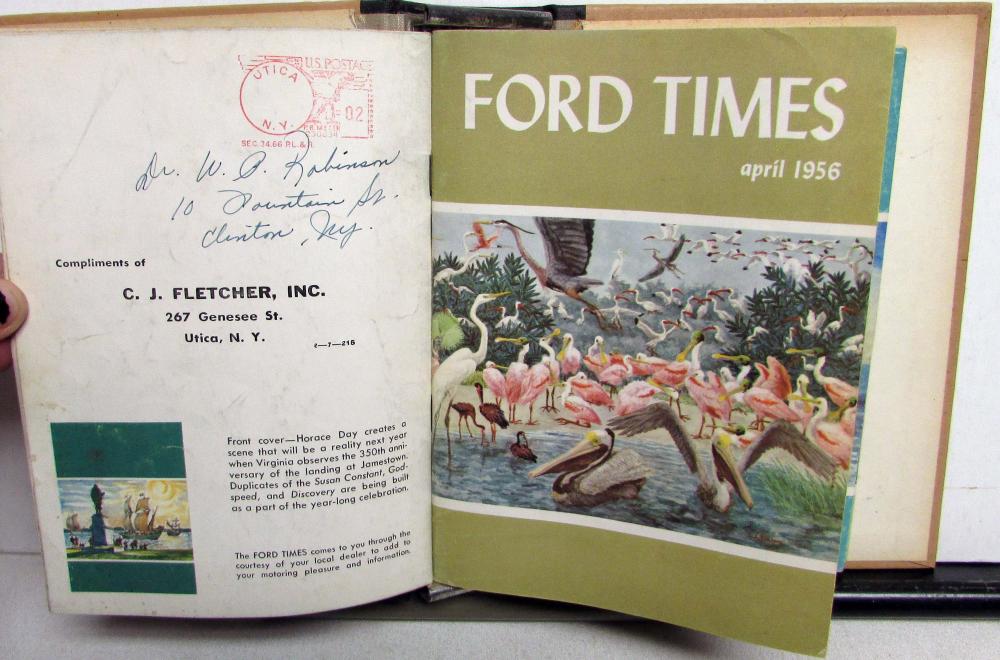 UTICA
N.Y.
U.S. POSTAGE
02
SEC. 34.66 P.L.& R.
Dr. W. P. Robinson
10 Fountain St.
Clinton, Ny.
Compliments of
C. J. FLETCHER, INC.
267 Genesee St.
Utica, N. Y.
Front cover—Horace Day creates a
scene that will be a reality next year
when Virginia observes the 350th anni-
versary of the landing at Jamestown.
Duplicates of the Susan Constant, God-
speed, and Discovery are being built
as a part of the year-long celebration.
The FORD TIMES comes to you through the
courtesy of your local dealer to add to
your motoring pleasure and information.
FORD TIMES
april 1956